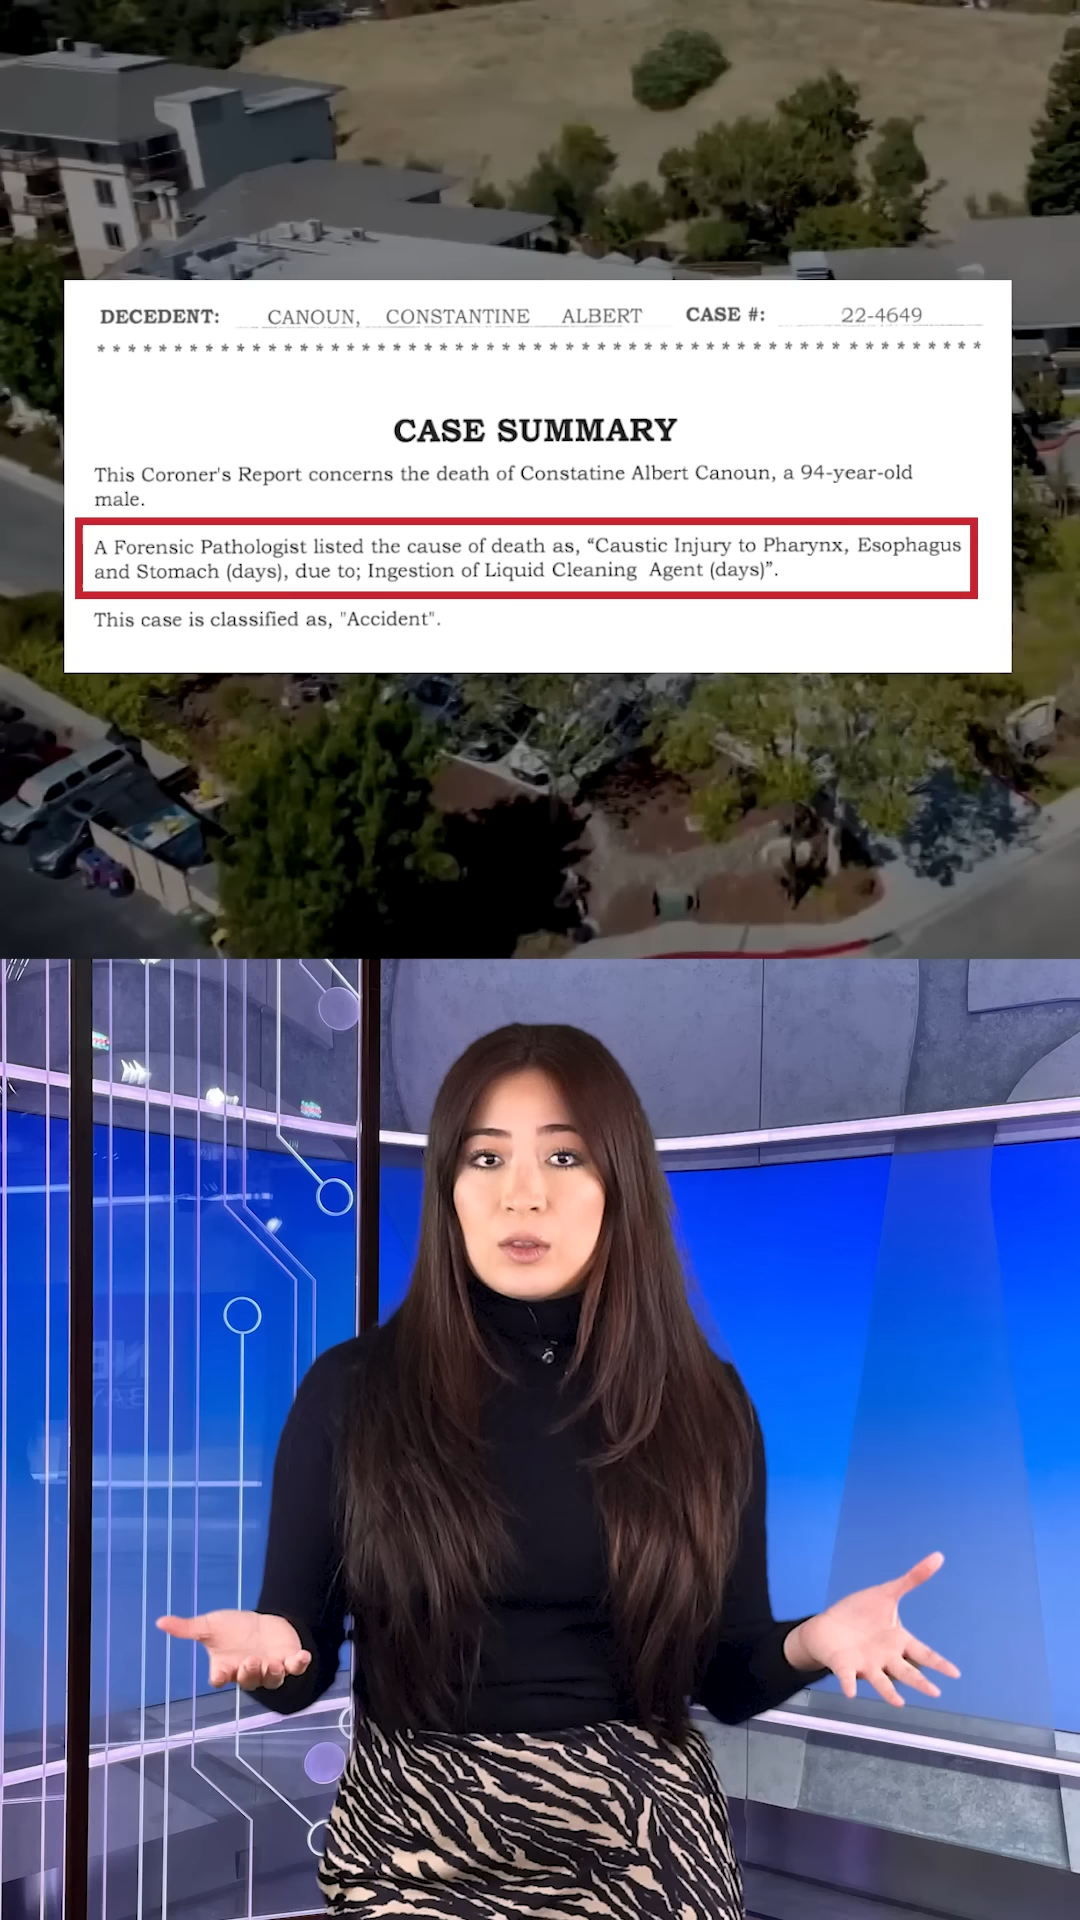 DECEDENT: CANOUN, CONSTANTINE ALBERT CASE #: 22-4649
* * * * * * * * * * * * * * * * * * * * * * * * * * * * * * * * * * * * * * * * * * * * * * * * * * * * * * * * *
CASE SUMMARY
This Coroner's Report concerns the death of Constatine Albert Canoun, a 94-year-old
male.
A Forensic Pathologist listed the cause of death as, “Caustic Injury to Pharynx, Esophagus
and Stomach (days), due to; Ingestion of Liquid Cleaning Agent (days)”.
This case is classified as, "Accident".